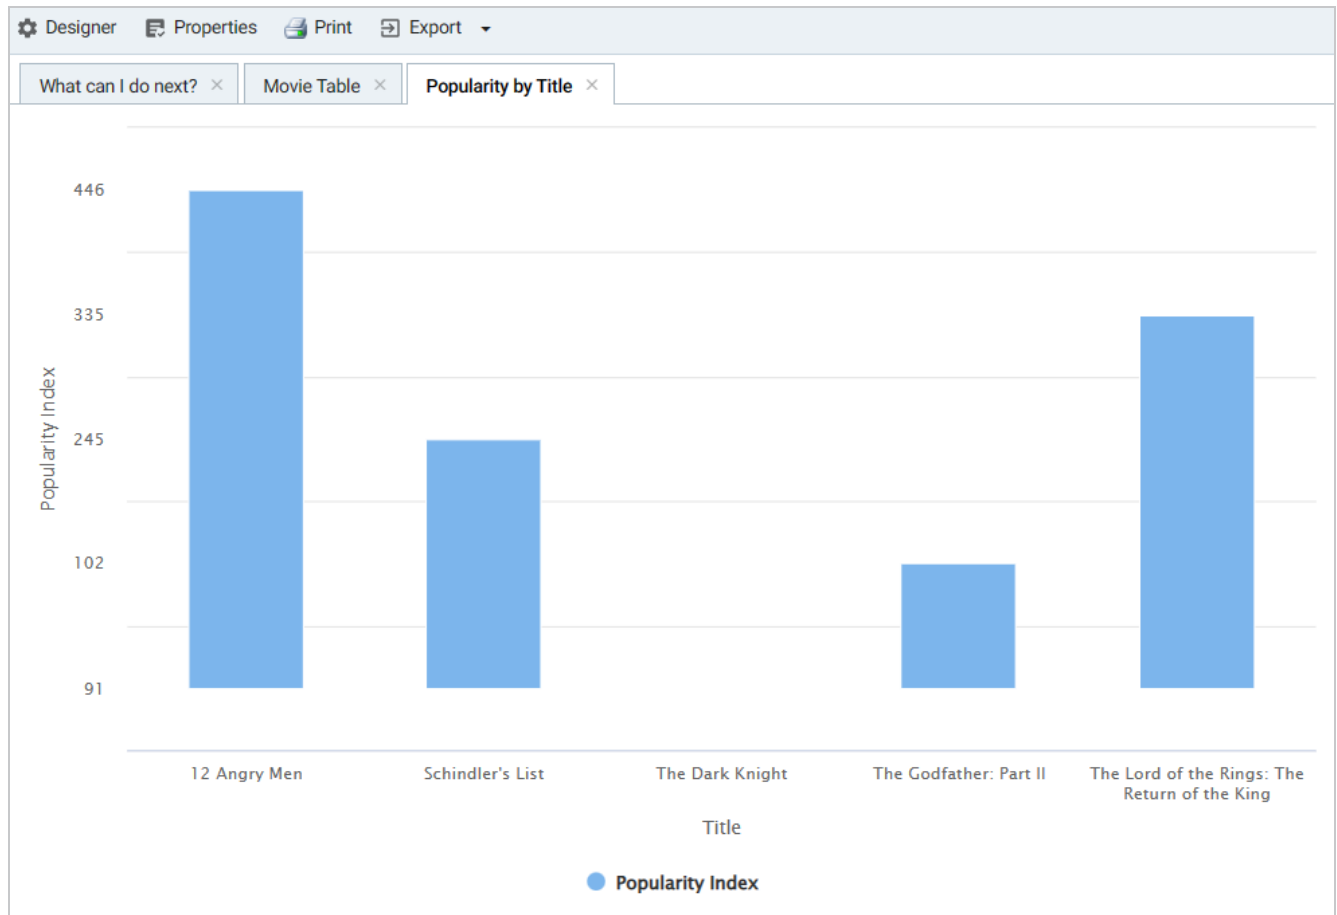 Designer Properties Print Export
What can I do next? Movie Table Popularity by Title
446
335
245
102
91
Popularity Index
12 Angry Men Schindler's List The Dark Knight The Godfather: Part II The Lord of the Rings: The
Return of the King
Title
Popularity Index